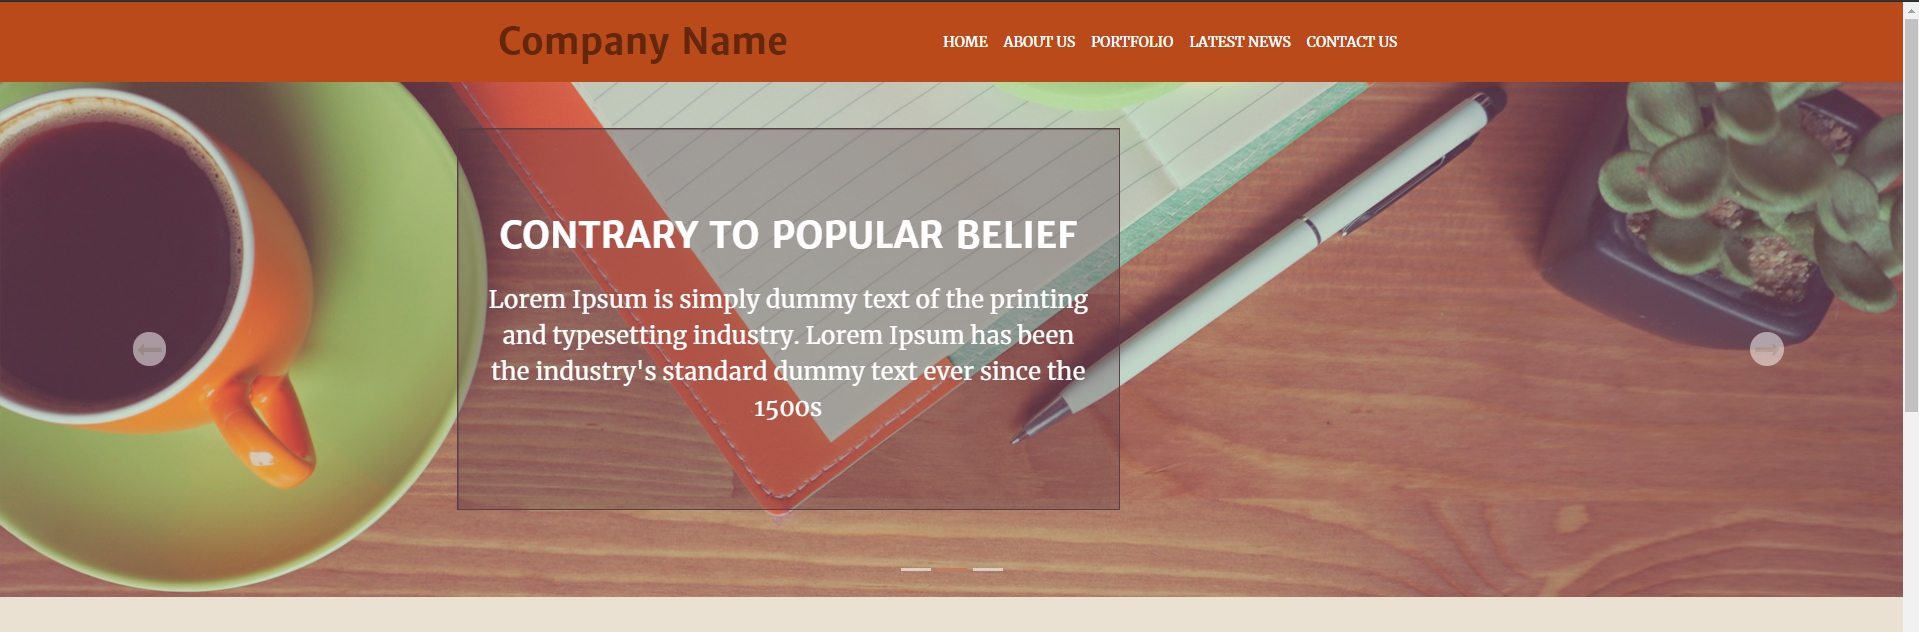 Company Name
HOME ABOUT US PORTFOLIO LATEST NEWS CONTACT US
CONTRARY TO POPULAR BELIEF
Lorem Ipsum is simply dummy text of the printing
and typesetting industry. Lorem Ipsum has been
the industry's standard dummy text ever since the
1500s